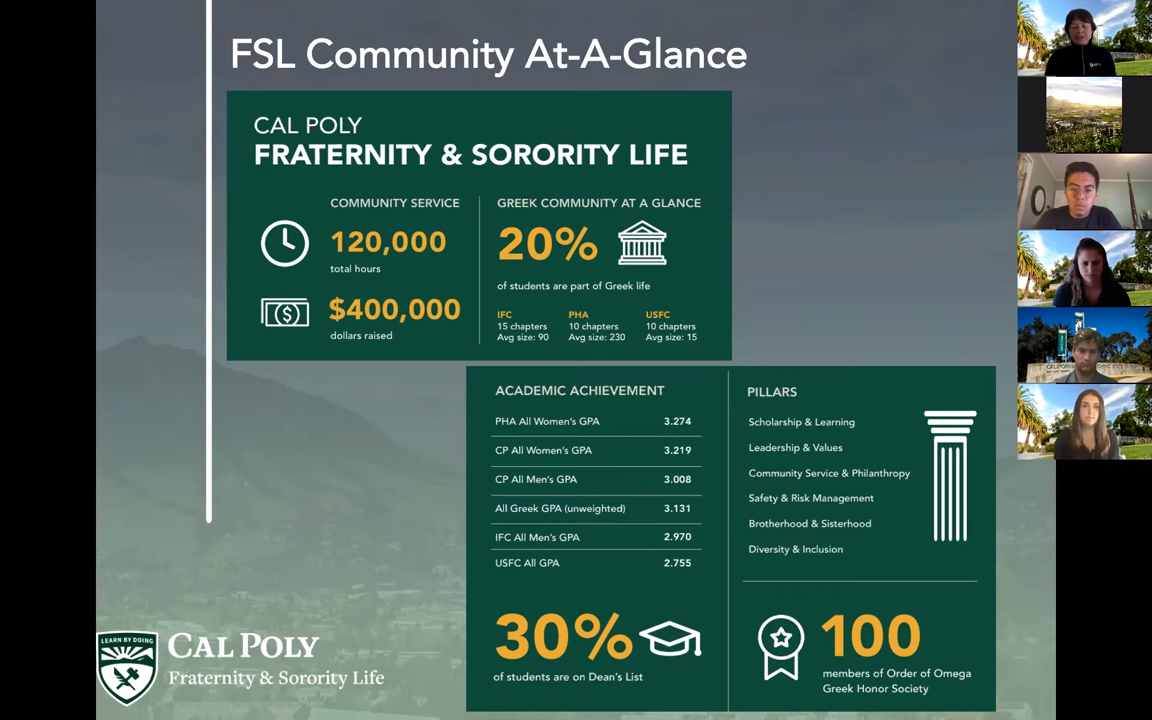 FSL Community At-A-Glance
CAL POLY
FRATERNITY & SORORITY LIFE
COMMUNITY SERVICE
120,000
total hours
$400,000
dollars raised
GREEK COMMUNITY AT A GLANCE
20%
of students are part of Greek life
IFC
15 chapters
Avg size: 90
PHA
10 chapters
Avg size: 230
USFC
10 chapters
Avg size: 15
ACADEMIC ACHIEVEMENT
PHA All Women's GPA 3.274
CP All Women's GPA 3.219
CP All Men's GPA 3.008
All Greek GPA (unweighted) 3.131
IFC All Men's GPA 2.970
USFC All GPA 2.755
30%
of students are on Dean's List
PILLARS
Scholarship & Learning
Leadership & Values
Community Service & Philanthropy
Safety & Risk Management
Brotherhood & Sisterhood
Diversity & Inclusion
100
members of Order of Omega
Greek Honor Society
LEARN BY DOING
CAL POLY
Fraternity & Sorority Life